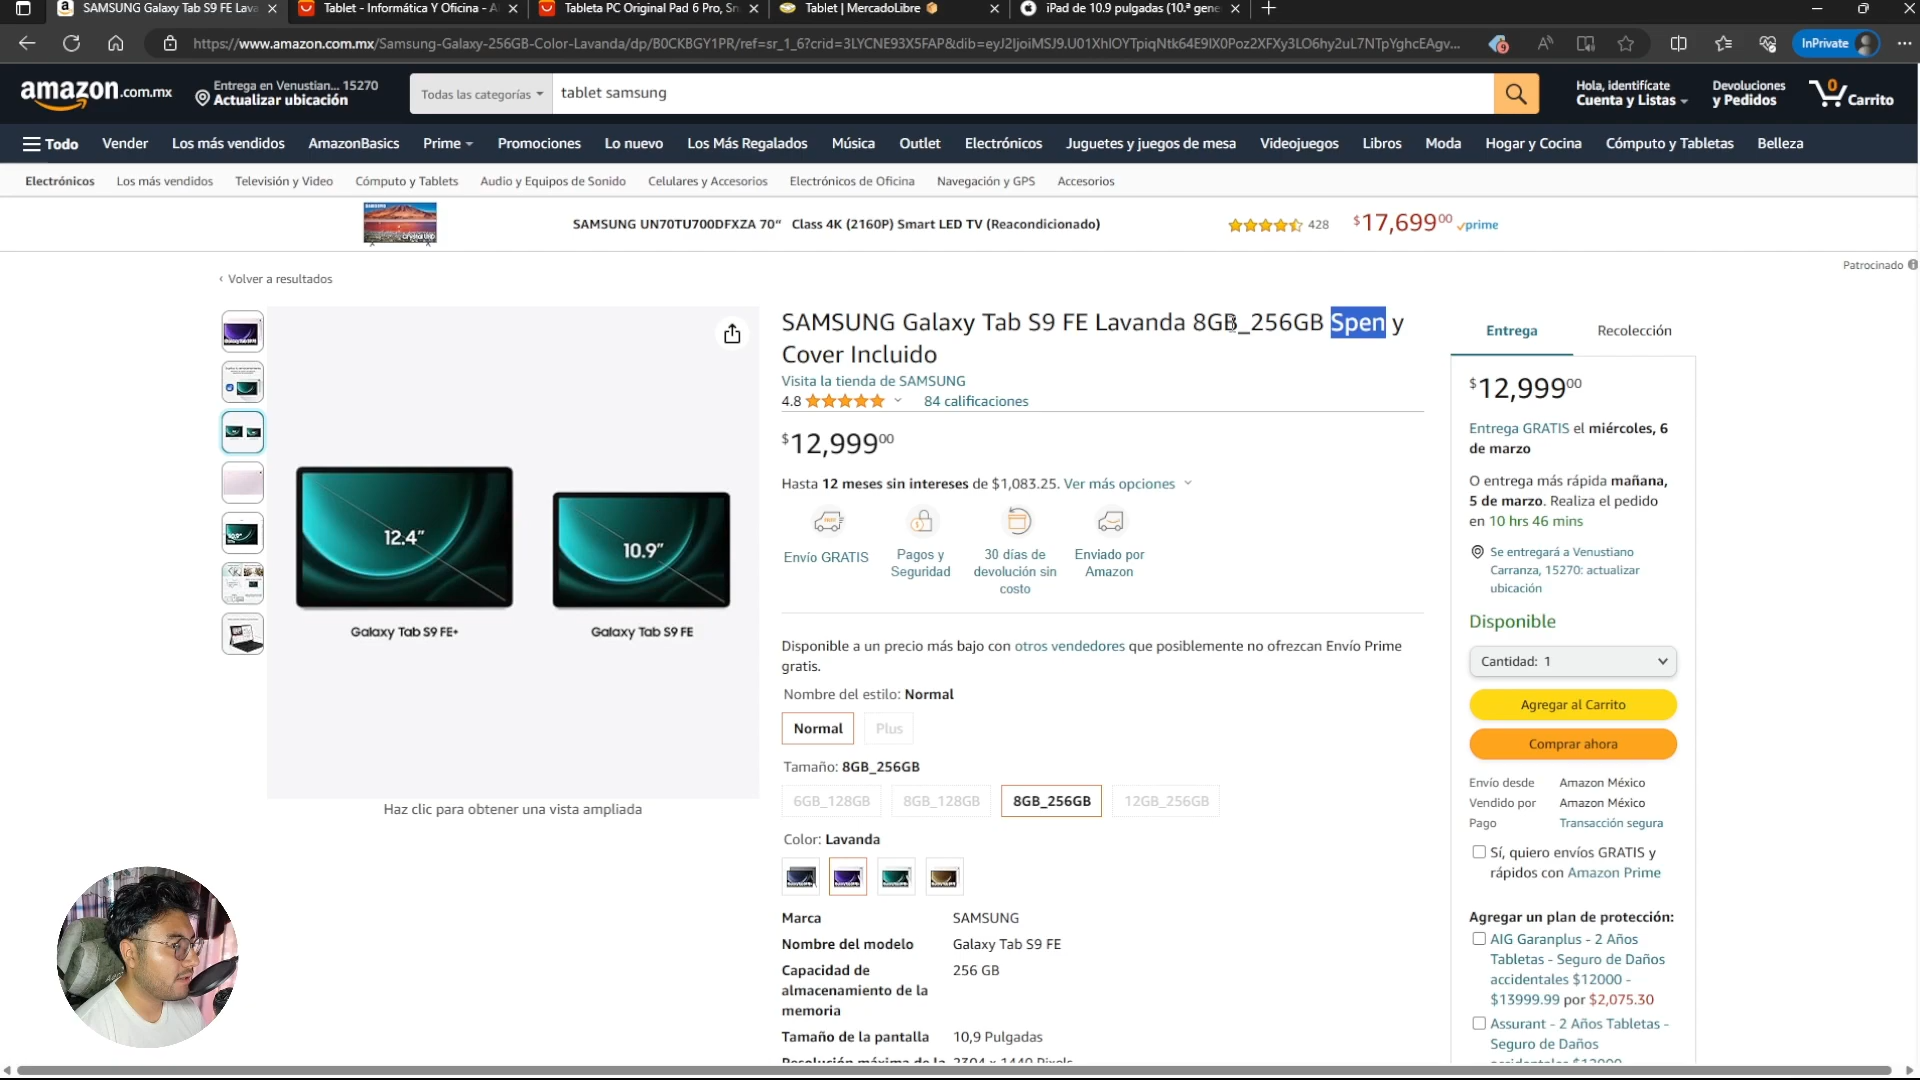 SAMSUNG Galaxy Tab S9 FE Lava
Tablet - Informática Y Oficina - A
Tableta PC Original Pad 6 Pro, Sn
Tablet | MercadoLibre
iPad de 10.9 pulgadas (10.ª gene
https://www.amazon.com.mx/Samsung-Galaxy-256GB-Color-Lavanda/dp/B0CKBGY1PR/ref=sr_1_6?crid=3LYCNE93X5FAP&dib=eyJ2IjoiMSJ9.U01XhlOYTpiqNtk64E9IX0Poz2XFXy3LO6hy2uL7NTpYghcEAgv...
9
InPrivate
amazon.com.mx
Entrega en Venustian... 15270
Actualizar ubicación
Todas las categorías
tablet samsung
Hola, identifícate
Cuenta y Listas
Devoluciones
y Pedidos
0
Carrito
Todo
Vender
Los más vendidos
AmazonBasics
Prime
Promociones
Lo nuevo
Los Más Regalados
Música
Outlet
Electrónicos
Juguetes y juegos de mesa
Videojuegos
Libros
Moda
Hogar y Cocina
Cómputo y Tabletas
Belleza
Electrónicos
Los más vendidos
Televisión y Video
Cómputo y Tablets
Audio y Equipos de Sonido
Celulares y Accesorios
Electrónicos de Oficina
Navegación y GPS
Accesorios
SAMSUNG UN70TU700DFXZA 70“ Class 4K (2160P) Smart LED TV (Reacondicionado)
428
$17,69900
prime
Patrocinado
‹ Volver a resultados
SAMSUNG Galaxy Tab S9 FE Lavanda 8GB_256GB Spen y
Cover Incluido
Visita la tienda de SAMSUNG
4.8
84 calificaciones
$12,99900
Hasta 12 meses sin intereses de $1,083.25. Ver más opciones
Envío GRATIS
Pagos y
Seguridad
30 días de
devolución sin
costo
Enviado por
Amazon
12.4”
Galaxy Tab S9 FE+
10.9”
Galaxy Tab S9 FE
Haz clic para obtener una vista ampliada
Disponible a un precio más bajo con otros vendedores que posiblemente no ofrezcan Envío Prime
gratis.
Nombre del estilo: Normal
Normal
Plus
Tamaño: 8GB_256GB
6GB_128GB
8GB_128GB
8GB_256GB
12GB_256GB
Color: Lavanda
Marca
SAMSUNG
Nombre del modelo
Galaxy Tab S9 FE
Capacidad de
almacenamiento de la
memoria
256 GB
Tamaño de la pantalla
10,9 Pulgadas
Resolución máxima de la
2304 x 1440 Pixels
Entrega
Recolección
$12,99900
Entrega GRATIS el miércoles, 6
de marzo
O entrega más rápida mañana,
5 de marzo. Realiza el pedido
en 10 hrs 46 mins
Se entregará a Venustiano
Carranza, 15270: actualizar
ubicación
Disponible
Cantidad: 1
Agregar al Carrito
Comprar ahora
Envío desde
Amazon México
Vendido por
Amazon México
Pago
Transacción segura
Sí, quiero envíos GRATIS y
rápidos con Amazon Prime
Agregar un plan de protección:
AIG Garanplus - 2 Años
Tabletas - Seguro de Daños
accidentales $12000 -
$13999.99 por $2,075.30
Assurant - 2 Años Tabletas -
Seguro de Daños
accidentales $12000